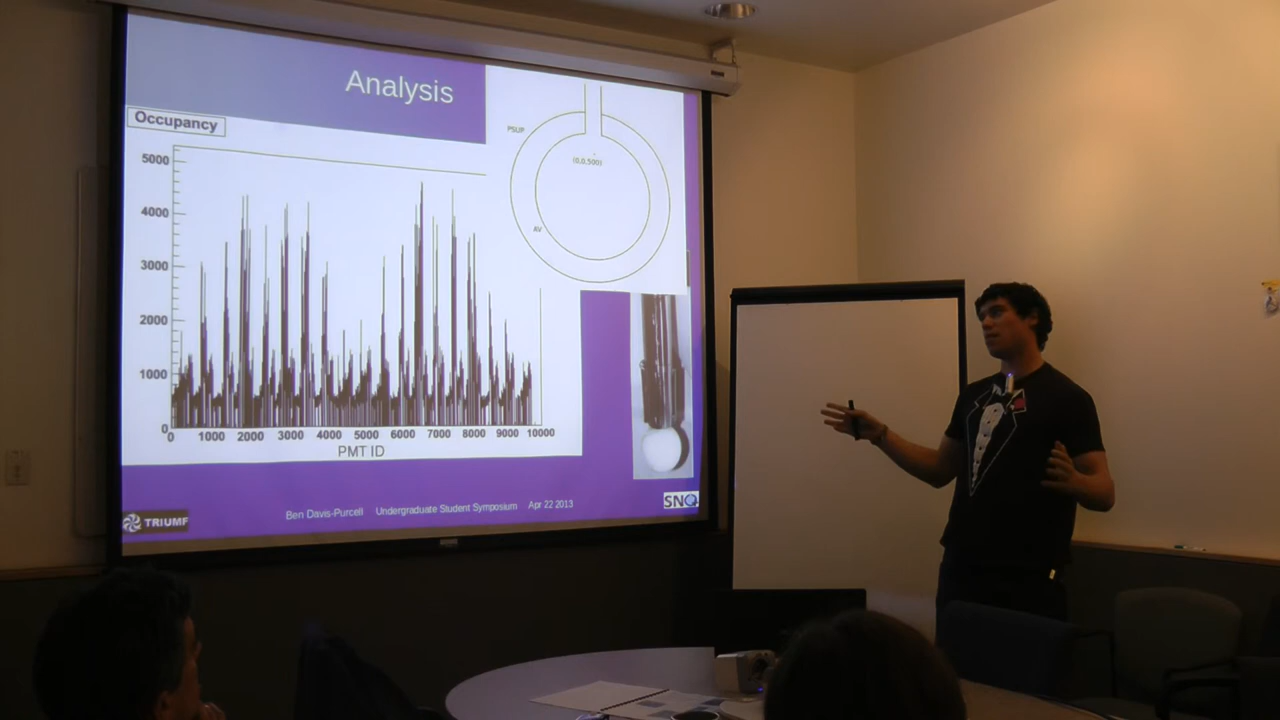 Analysis
Occupancy
5000
4000
3000
2000
1000
0
0 1000 2000 3000 4000 5000 6000 7000 8000 9000 10000
PMT ID
PSUP
(0,0,500)
AV
TRIUMF
Ben Davis-Purcell Undergraduate Student Symposium Apr 22 2013
SNO